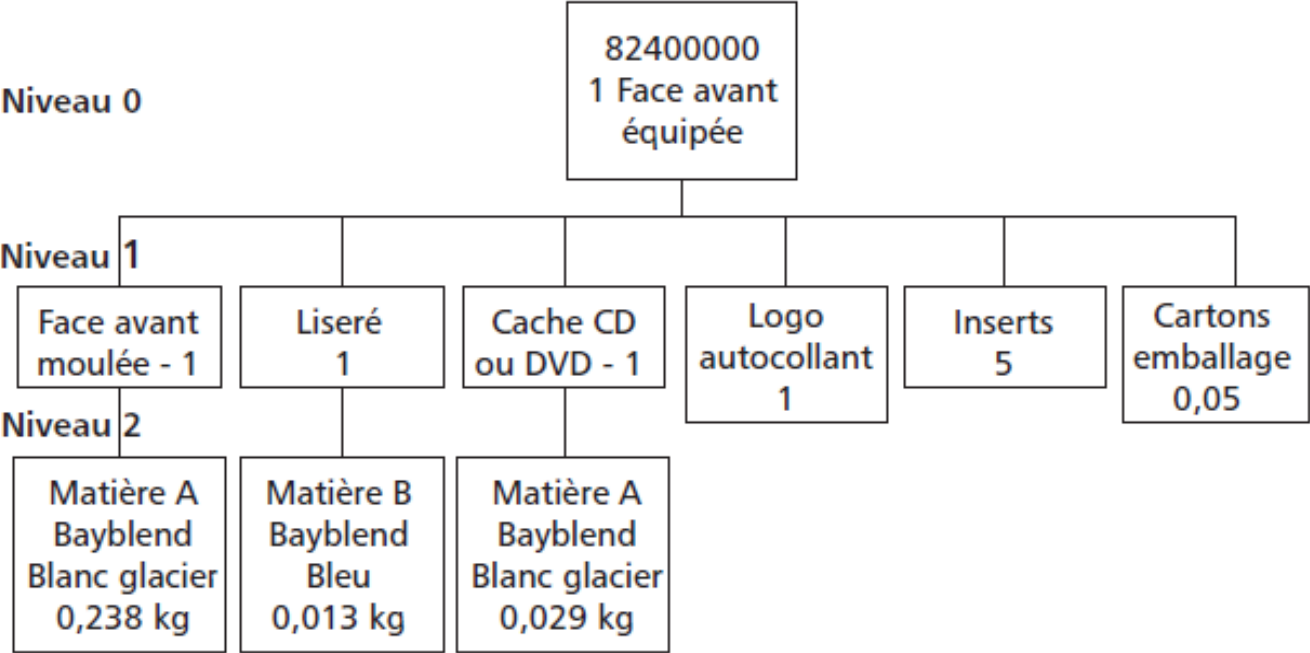 82400000
1 Face avant
équipée
Niveau 0
Niveau 1
Face avant
moulée - 1
Liseré
1
Cache CD
ou DVD - 1
Logo
autocollant
1
Inserts
5
Cartons
emballage
0,05
Niveau 2
Matière A
Bayblend
Blanc glacier
0,238 kg
Matière B
Bayblend
Bleu
0,013 kg
Matière A
Bayblend
Blanc glacier
0,029 kg